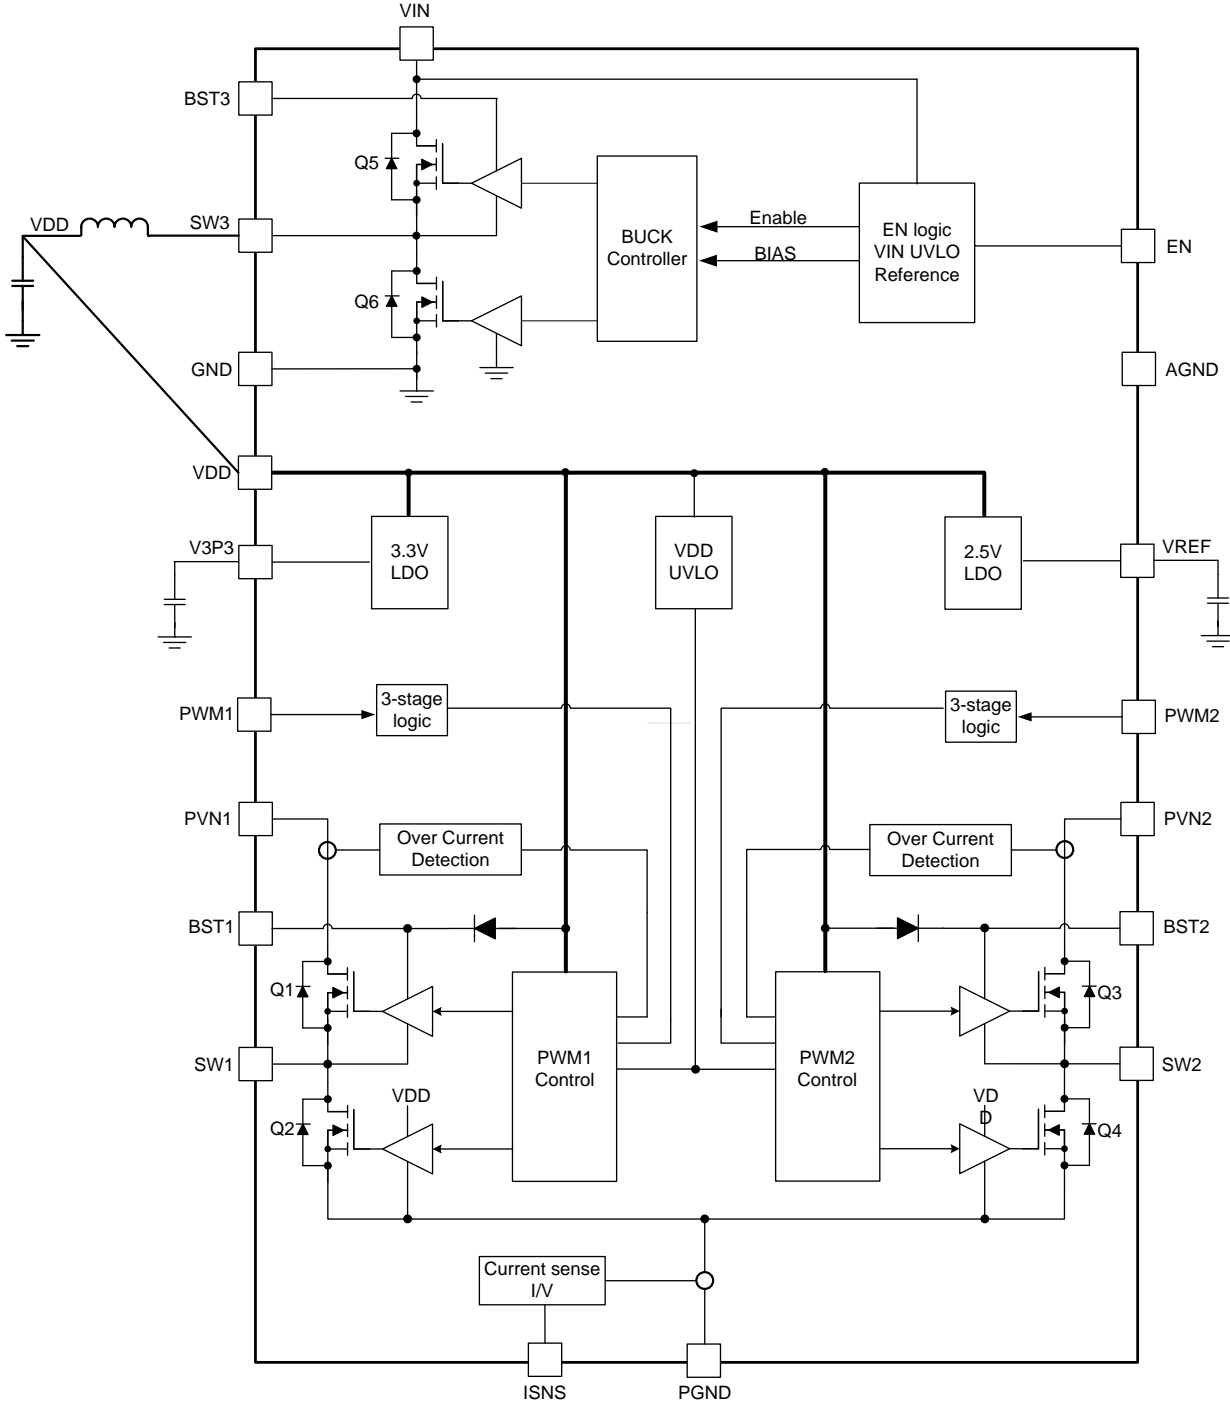 VIN
BST3
Q5
VDD
SW3
BUCK
Controller
Enable
BIAS
EN logic
VIN UVLO
Reference
EN
Q6
GND
AGND
VDD
V3P3
3.3V
LDO
VDD
UVLO
2.5V
LDO
VREF
PWM1
3-stage
logic
3-stage
logic
PWM2
PVN1
Over Current
Detection
Over Current
Detection
PVN2
BST1
BST2
Q1
Q3
SW1
PWM1
Control
PWM2
Control
SW2
Q2
VDD
VD
D
Q4
Current sense
I/V
ISNS
PGND